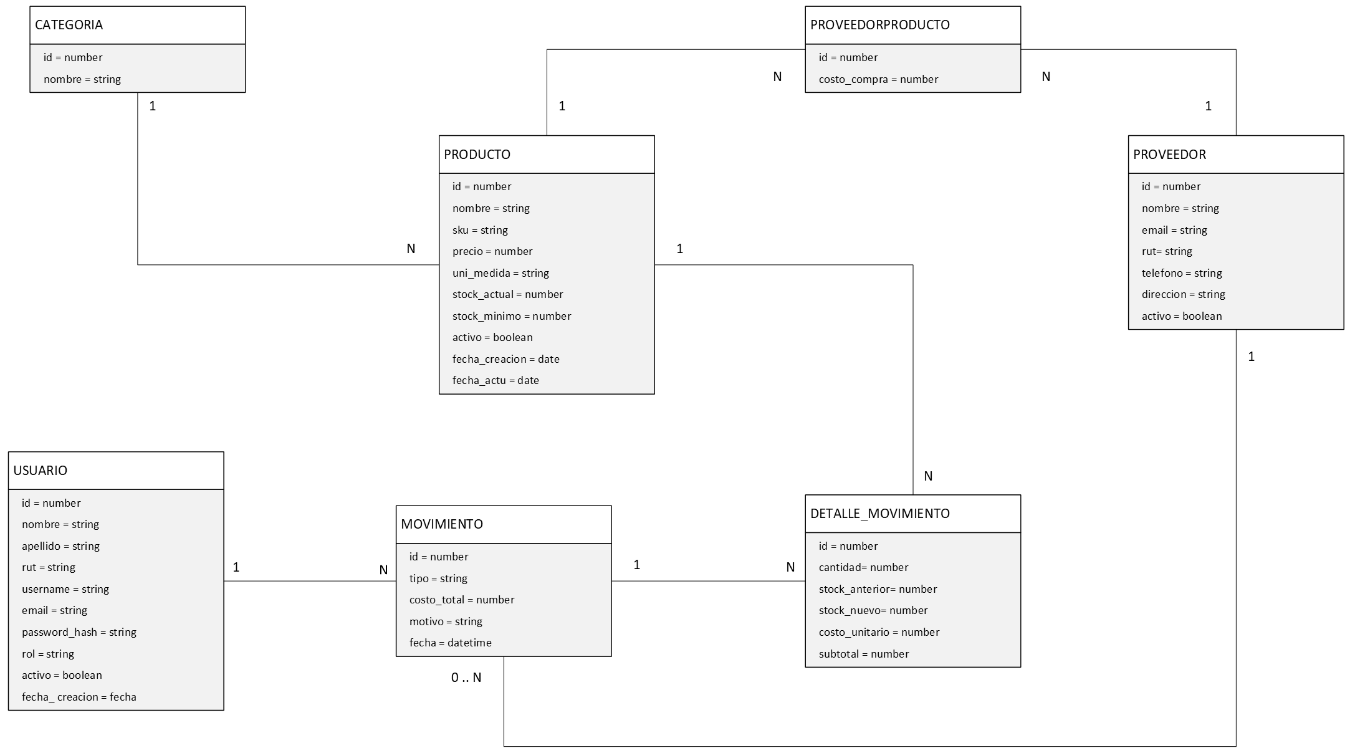 CATEGORIA
id = number
nombre = string
1
PROVEEDORPRODUCTO
id = number
costo_compra = number
N
N
1
1
PRODUCTO
id = number
nombre = string
sku = string
precio = number
uni_medida = string
stock_actual = number
stock_minimo = number
activo = boolean
fecha_creacion = date
fecha_actu = date
N
1
PROVEEDOR
id = number
nombre = string
email = string
rut= string
telefono = string
direccion = string
activo = boolean
1
USUARIO
id = number
nombre = string
apellido = string
rut = string
username = string
email = string
password_hash = string
rol = string
activo = boolean
fecha_ creacion = fecha
1
N
MOVIMIENTO
id = number
tipo = string
costo_total = number
motivo = string
fecha = datetime
0 .. N
1
N
N
DETALLE_MOVIMIENTO
id = number
cantidad= number
stock_anterior= number
stock_nuevo= number
costo_unitario = number
subtotal = number